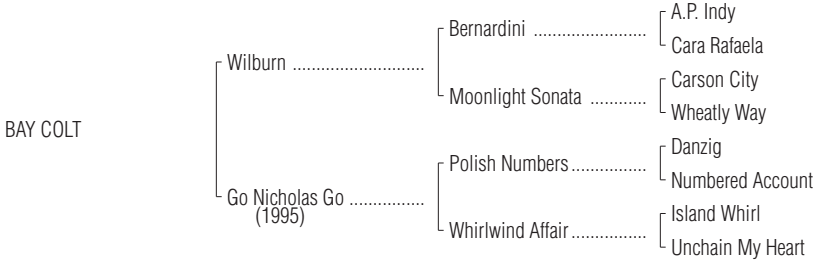 A.P. Indy
Bernardini ........................
Cara Rafaela
Wilburn ............................
Carson City
Moonlight Sonata ............
Wheatly Way
BAY COLT
Danzig
Polish Numbers................
Numbered Account
Go Nicholas Go ................
(1995)
Island Whirl
Whirlwind Affair................
Unchain My Heart